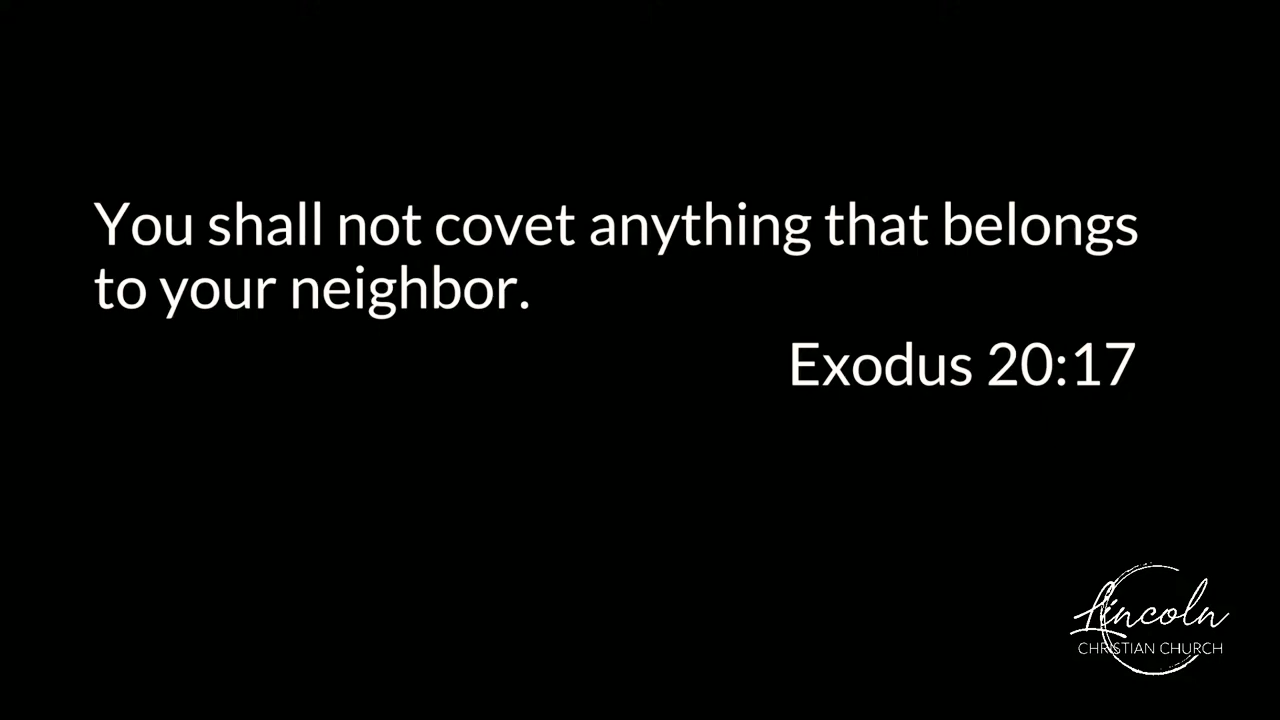 You shall not covet anything that belongs
to your neighbor.
Exodus 20:17
Lincoln
CHRISTIAN CHURCH